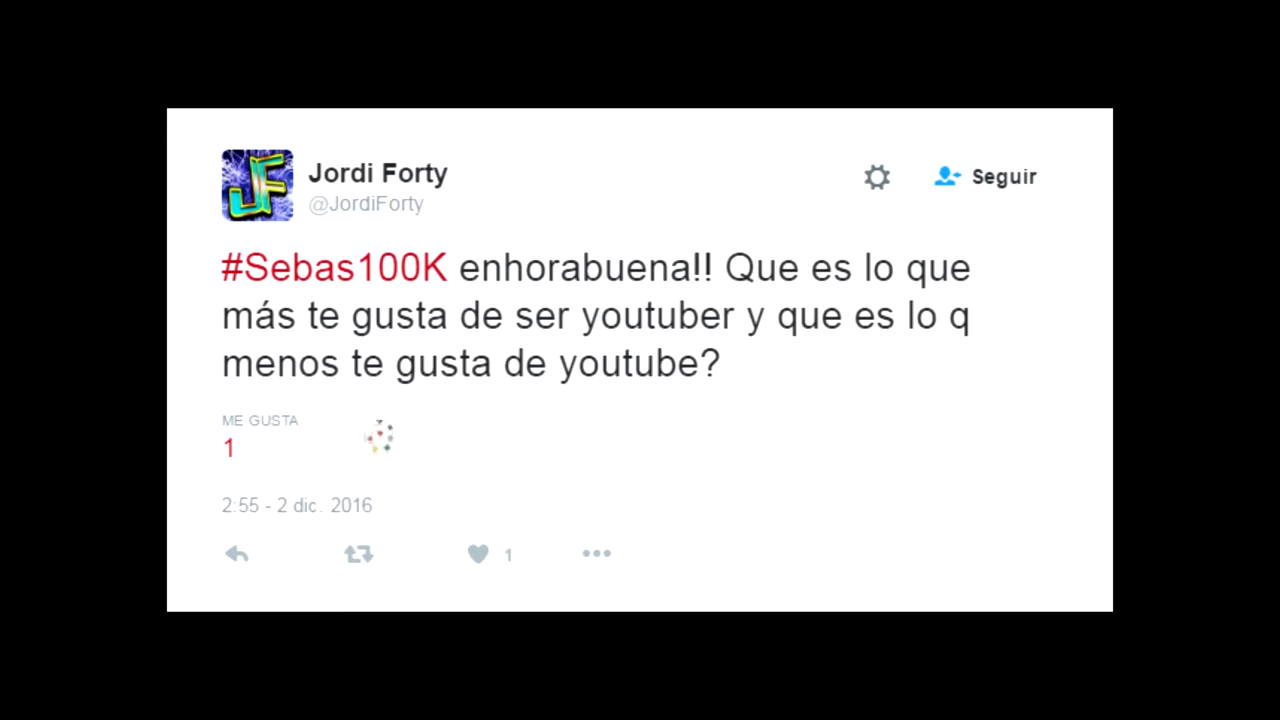 JF
Jordi Forty
Seguir
@JordiForty
#Sebas100K enhorabuena!! Que es lo que
más te gusta de ser youtuber y que es lo q
menos te gusta de youtube?
ME GUSTA
1
2:55 - 2 dic. 2016
1